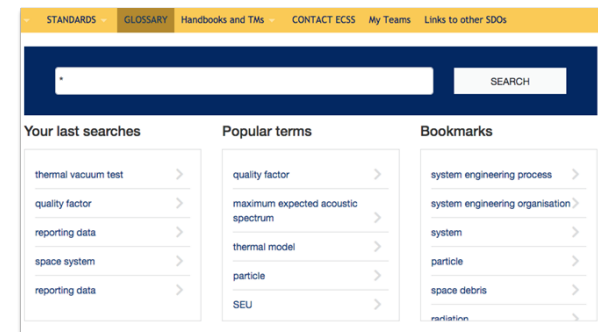 STANDARDS GLOSSARY Handbooks and TMs CONTACT ECSS My Teams Links to other SDOs
* SEARCH
Your last searches
thermal vacuum test
quality factor
reporting data
space system
reporting data
Popular terms
quality factor
maximum expected acoustic
spectrum
thermal model
particle
SEU
Bookmarks
system engineering process
system engineering organisation
system
particle
space debris
radiation